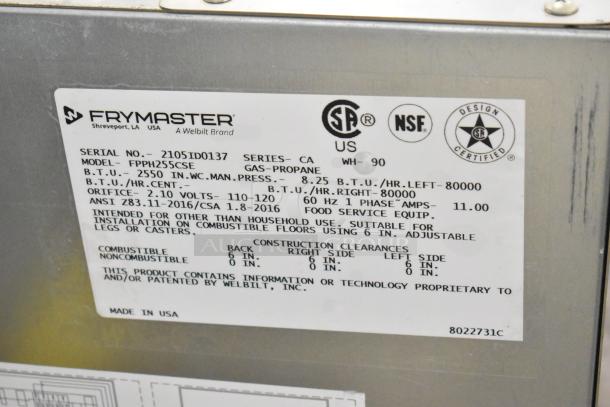 FRYMASTER
Shreveport, LA USA
A Welbilt Brand
SA ®
US
NSF
DESIGN
CERTIFIED
SERIAL NO.- 2105ID0137 SERIES- CA WH- 90
MODEL- FPPH255CSE GAS-PROPANE
B.T.U.- 2550 IN.WC.MAN.PRESS.- 8.25 B.T.U./HR.LEFT-80000
B.T.U./HR.CENT.- B.T.U./HR.RIGHT-80000
ORIFICE- 2.10 VOLTS- 110-120/ 60 HZ 1 PHASE AMPS- 11.00
ANSI Z83.11-2016/CSA 1.8-2016 FOOD SERVICE EQUIP.
INTENDED FOR OTHER THAN HOUSEHOLD USE. SUITABLE FOR
INSTALLATION ON COMBUSTIBLE FLOORS USING 6 IN. ADJUSTABLE
LEGS OR CASTERS.
CONSTRUCTION CLEARANCES
BACK RIGHT SIDE LEFT SIDE
COMBUSTIBLE 6 IN. 6 IN. 6 IN.
NONCOMBUSTIBLE 0 IN. 0 IN. 0 IN.
THIS PRODUCT CONTAINS INFORMATION OR TECHNOLOGY PROPRIETARY TO
AND/OR PATENTED BY WELBILT, INC.
MADE IN USA
8022731C